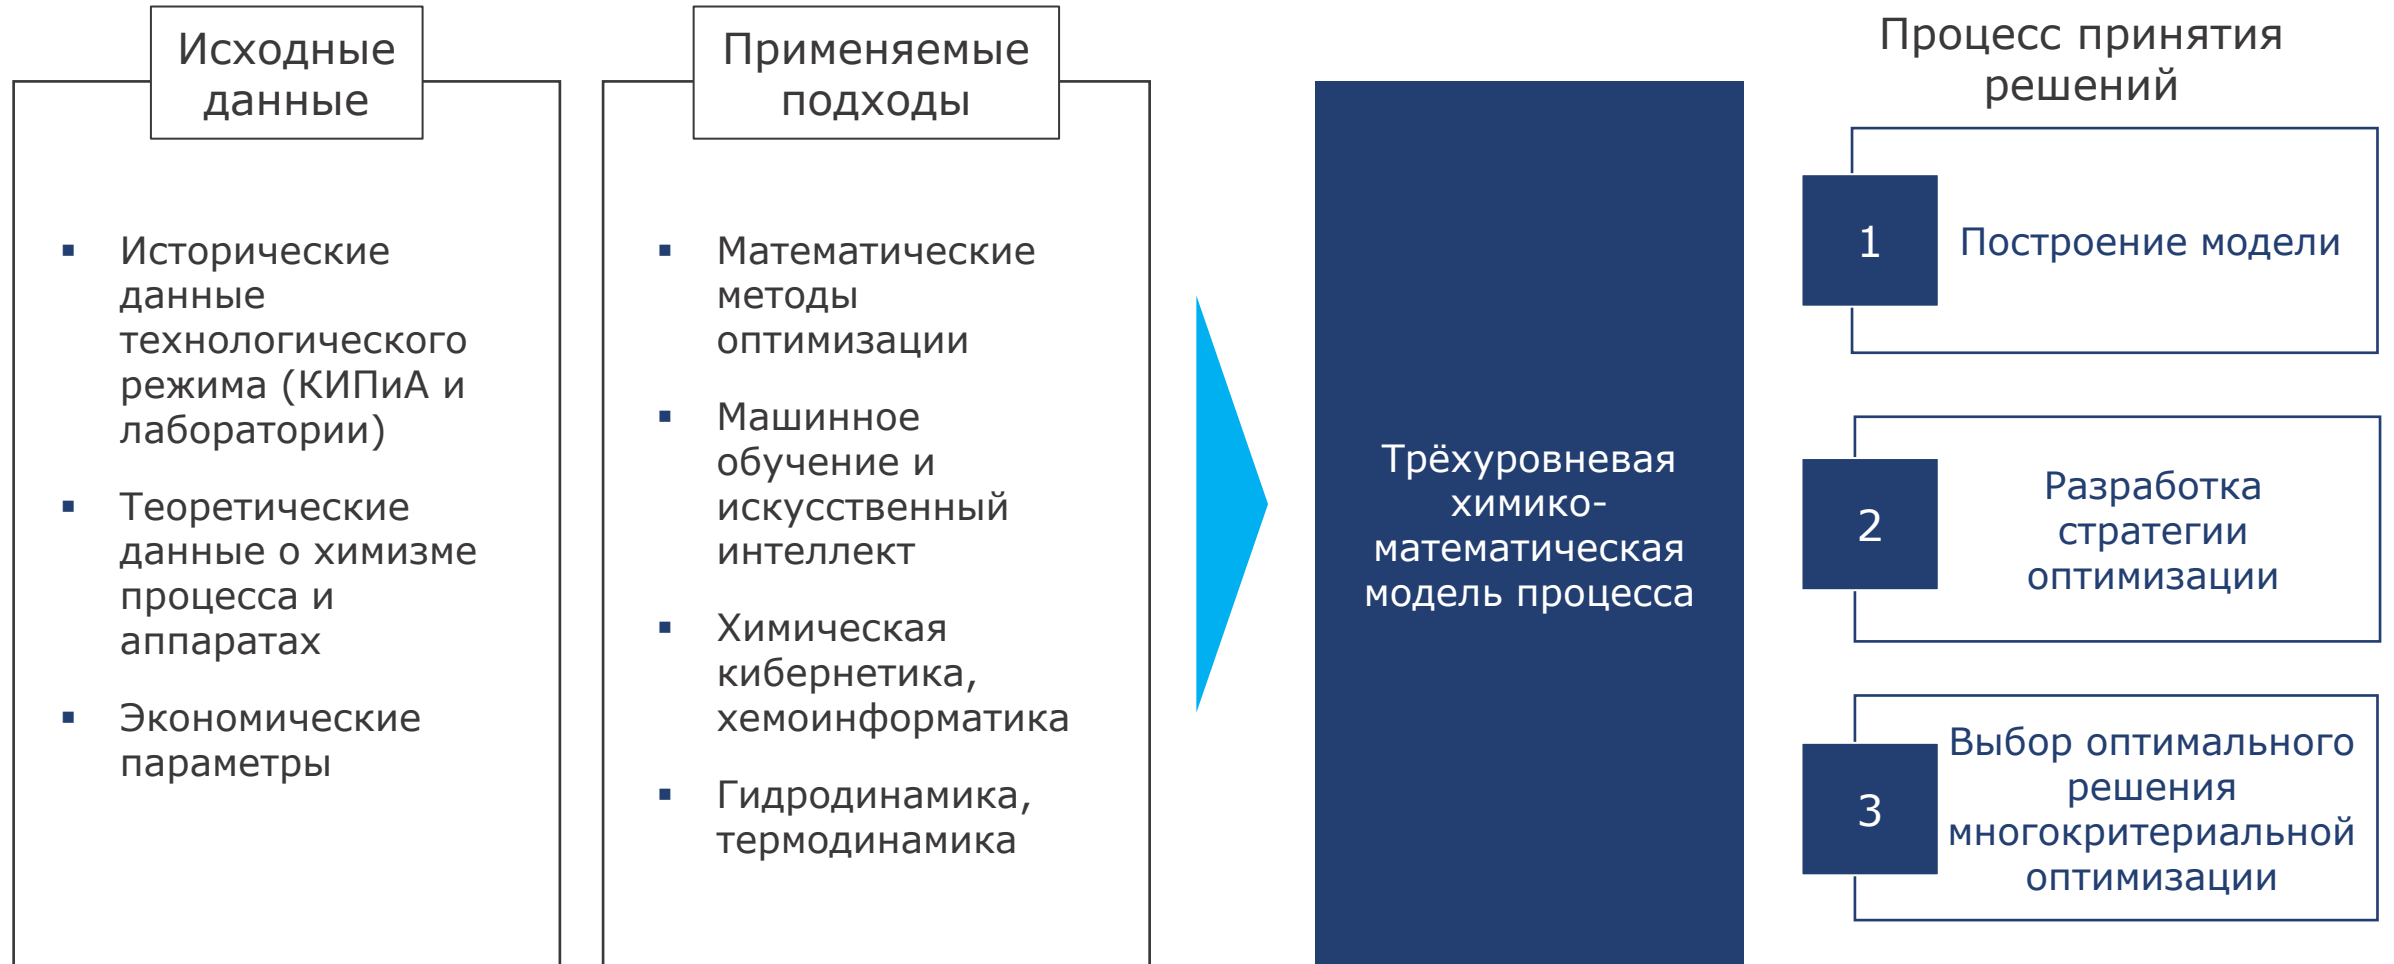 Исходные
данные
Исторические
данные
технологического
режима (КИПиА и
лаборатории)
Теоретические
данные о химизме
процесса и
аппаратах
Экономические
параметры
Применяемые
подходы
Математические
методы
оптимизации
Машинное
обучение и
искусственный
интеллект
Химическая
кибернетика,
хемоинформатика
Гидродинамика,
термодинамика
Трёхуровневая
химико-
математическая
модель процесса
Процесс принятия
решений
1
Построение модели
2
Разработка
стратегии
оптимизации
3
Выбор оптимального
решения
многокритериальной
оптимизации